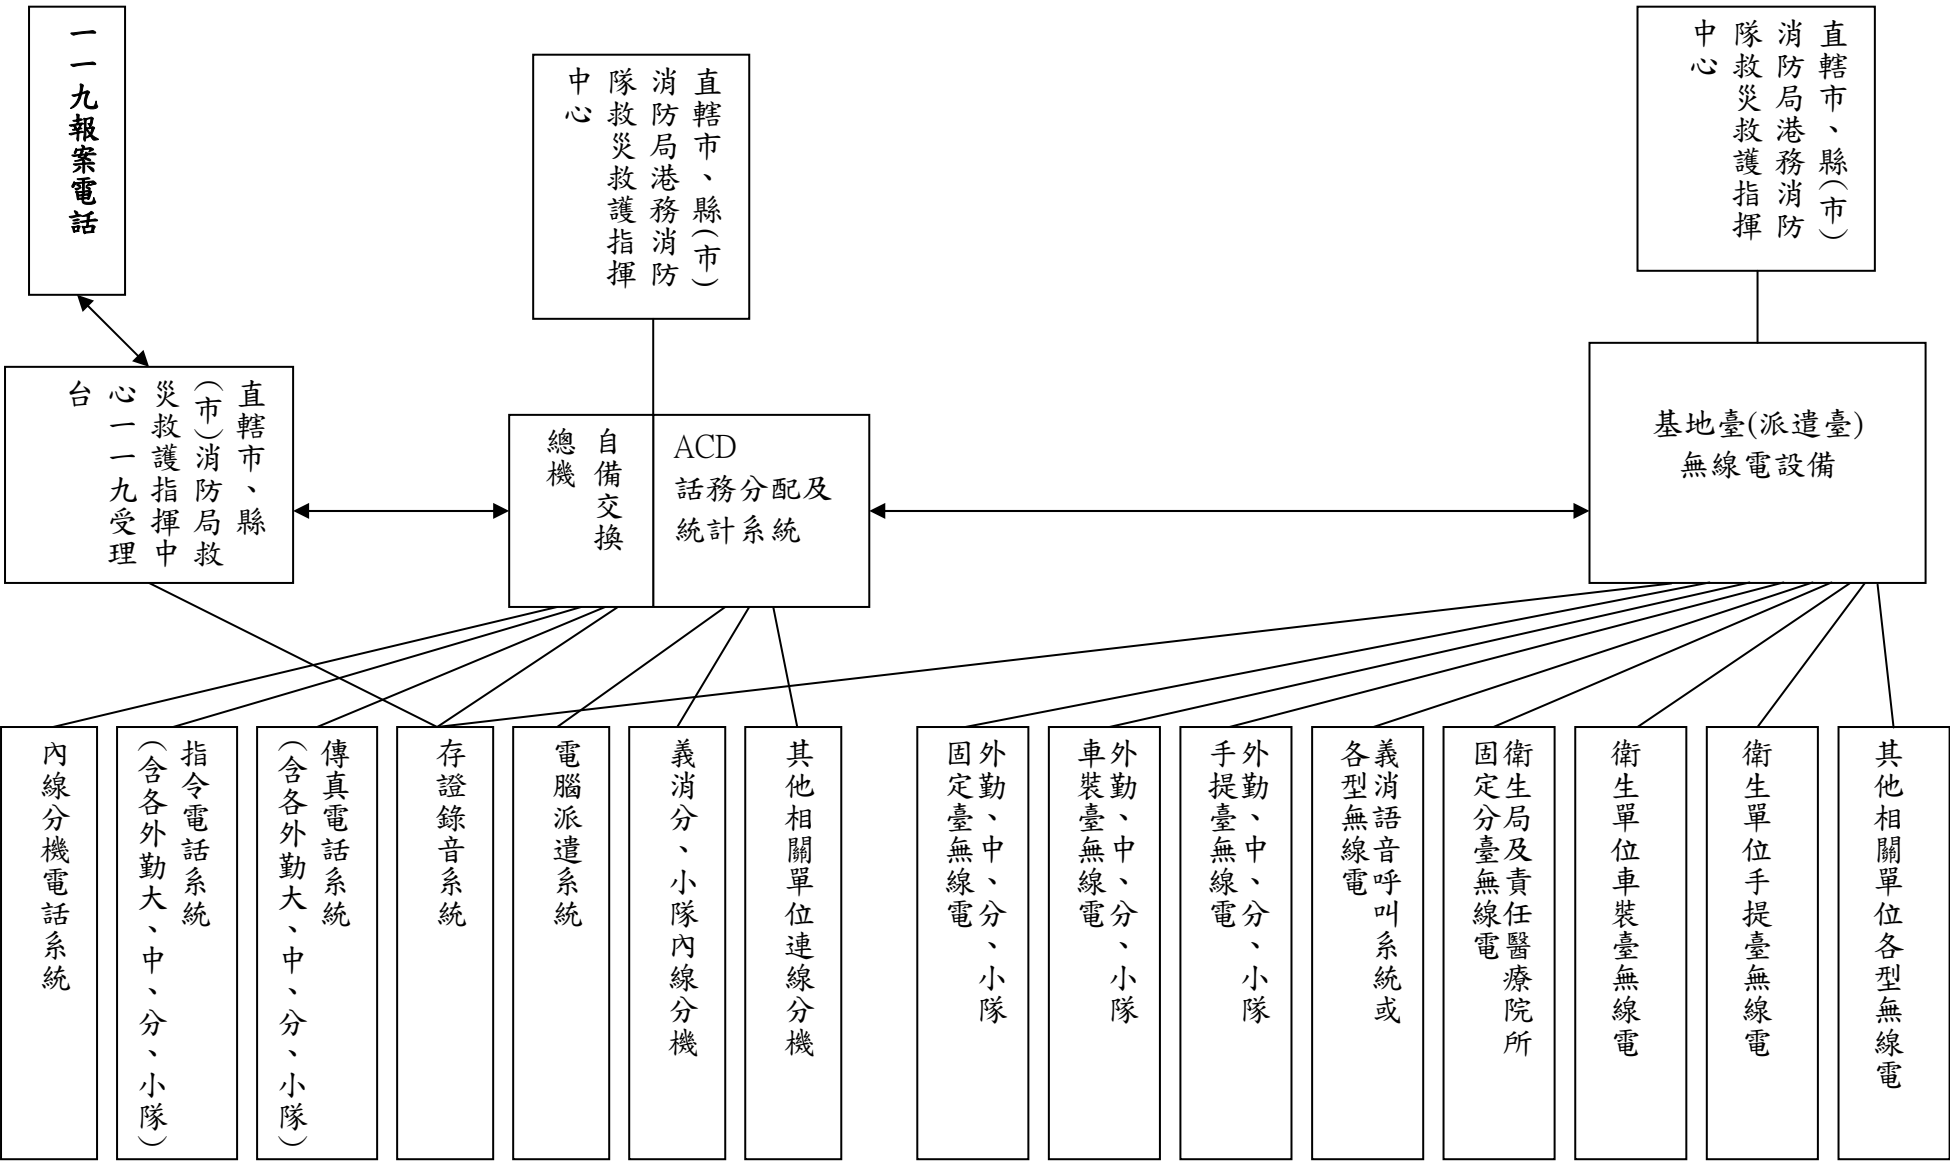 一一九報案電話
直轄市、縣(市)
消防局港務消防
隊救災救護指揮
中心
直轄市、縣(市)
消防局港務消防
隊救災救護指揮
中心
直轄市、縣
(市)消防局救
災救護指揮中
心一一九受理
台
自備交換
總機
ACD
話務分配及
統計系統
基地臺(派遣臺)
無線電設備
內線分機電話系統
指令電話系統
(含各外勤大、中、分、小隊)
傳真電話系統
(含各外勤大、中、分、小隊)
存證錄音系統
電腦派遣系統
義消分、小隊內線分機
其他相關單位連線分機
外勤、中、分、小隊
固定臺無線電
外勤、中、分、小隊
車裝臺無線電
外勤、中、分、小隊
手提臺無線電
義消語音呼叫系統或
各型無線電
衛生局及責任醫療院所
固定分臺無線電
衛生單位車裝臺無線電
衛生單位手提臺無線電
其他相關單位各型無線電